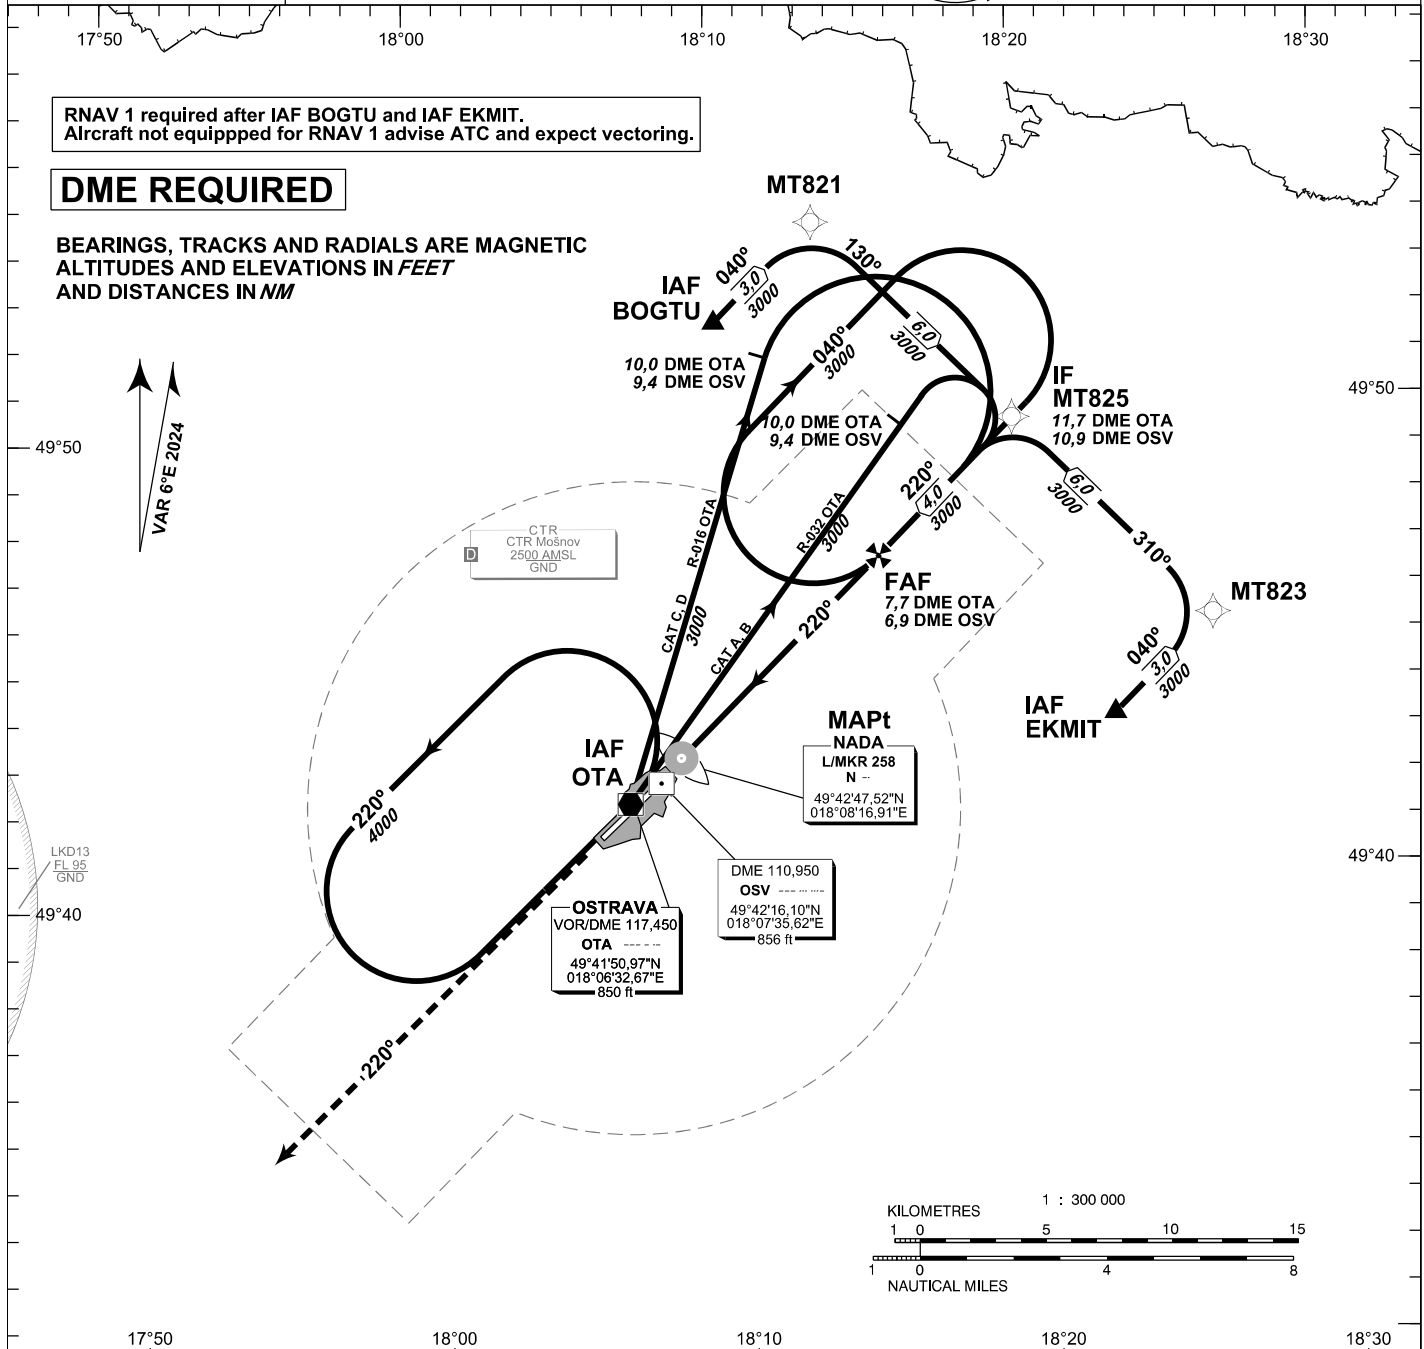 17°50
18°00
18°10
18°20
18°30
RNAV 1 required after IAF BOGTU and IAF EKMIT.
Aircraft not equippped for RNAV 1 advise ATC and expect vectoring.
DME REQUIRED
BEARINGS, TRACKS AND RADIALS ARE MAGNETIC
ALTITUDES AND ELEVATIONS IN FEET
AND DISTANCES IN NM
VAR 6°E 2024
MT821
040°
3,0
3000
130°
IAF
BOGTU
6,0
3000
040°
3000
10,0 DME OTA
9,4 DME OSV
10,0 DME OTA
9,4 DME OSV
IF
MT825
11,7 DME OTA
10,9 DME OSV
49°50
49°50
220°
4,0
3000
6,0
3000
310°
MT823
040°
3,0
3000
IAF
EKMIT
R-016 OTA
CAT C, D
3000
R-032 OTA
3000
CAT A, B
CTR
CTR Mošnov
2500 AMSL
GND
D
FAF
7,7 DME OTA
6,9 DME OSV
220°
MAPt
NADA
L/MKR 258
N -·
49°42'47,52"N
018°08'16,91"E
IAF
OTA
220°
4000
LKD13
FL 95
GND
49°40
49°40
DME 110,950
OSV --- ··· ···-
49°42'16,10"N
018°07'35,62"E
856 ft
OSTRAVA
VOR/DME 117,450
OTA --- - ·-
49°41'50,97"N
018°06'32,67"E
850 ft
220°
1 : 300 000
KILOMETRES
1 0 5 10 15
1 0 4 8
NAUTICAL MILES
17°50
18°00
18°10
18°20
18°30